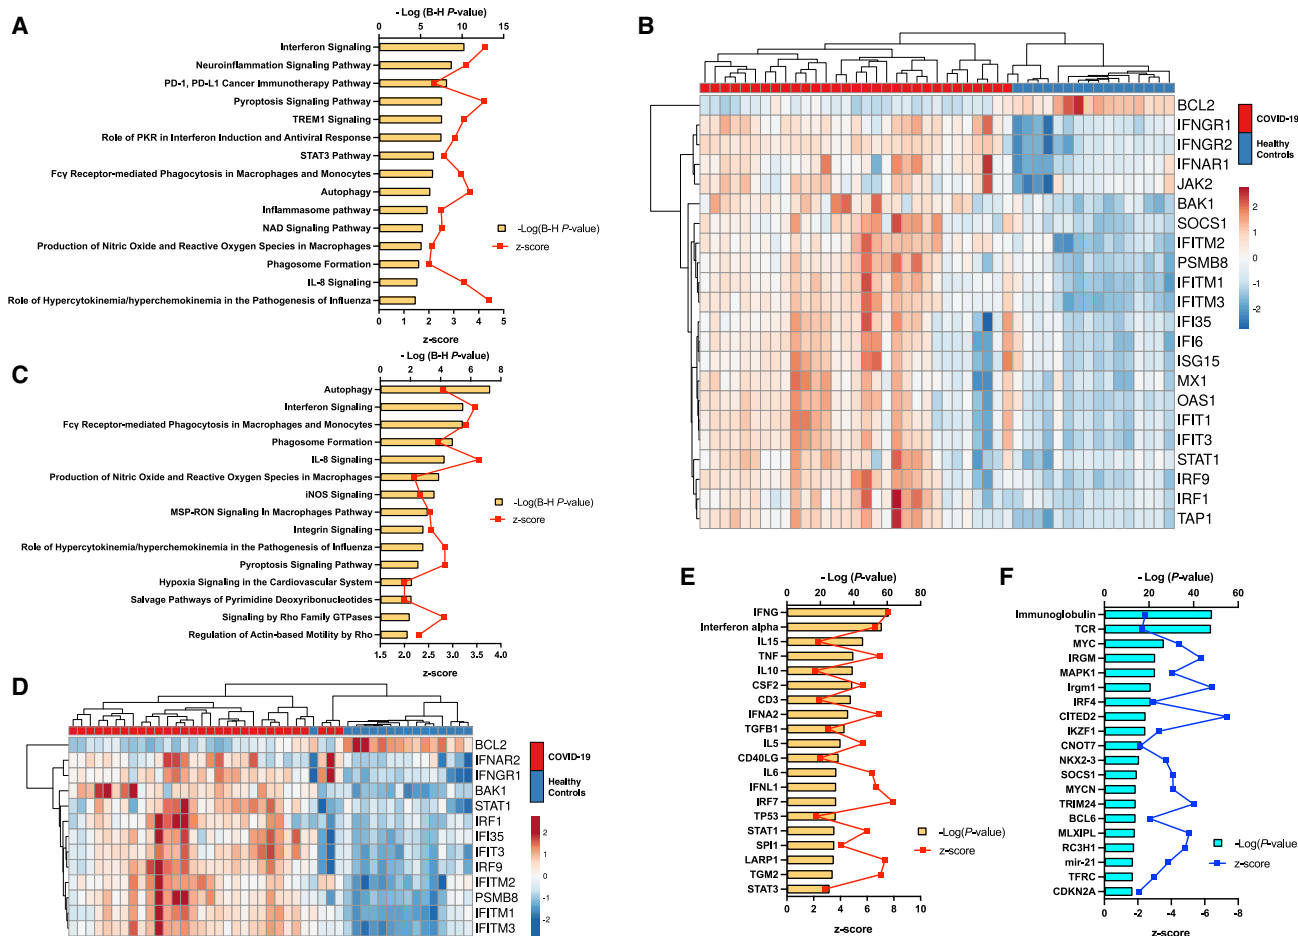 A
- Log (B-H P-value)
0 5 10 15
Interferon Signaling
Neuroinflammation Signaling Pathway
PD-1, PD-L1 Cancer Immunotherapy Pathway
Pyroptosis Signaling Pathway
TREM1 Signaling
Role of PKR in Interferon Induction and Antiviral Response
STAT3 Pathway
Fcγ Receptor-mediated Phagocytosis in Macrophages and Monocytes
Autophagy
Inflammasome pathway
NAD Signaling Pathway
Production of Nitric Oxide and Reactive Oxygen Species in Macrophages
Phagosome Formation
IL-8 Signaling
Role of Hypercytokinemia/hyperchemokinemia in the Pathogenesis of Influenza
-Log(B-H P-value)
z-score
0 1 2 3 4 5
z-score
B
BCL2
IFNGR1
IFNGR2
IFNAR1
JAK2
BAK1
SOCS1
IFITM2
PSMB8
IFITM1
IFITM3
IFI35
IFI6
ISG15
MX1
OAS1
IFIT1
IFIT3
STAT1
IRF9
IRF1
TAP1
COVID-19
Healthy
Controls
2
1
0
-1
-2
C
- Log (B-H P-value)
0 2 4 6 8
Autophagy
Interferon Signaling
Fcγ Receptor-mediated Phagocytosis in Macrophages and Monocytes
Phagosome Formation
IL-8 Signaling
Production of Nitric Oxide and Reactive Oxygen Species in Macrophages
iNOS Signaling
MSP-RON Signaling In Macrophages Pathway
Integrin Signaling
Role of Hypercytokinemia/hyperchemokinemia in the Pathogenesis of Influenza
Pyroptosis Signaling Pathway
Hypoxia Signaling in the Cardiovascular System
Salvage Pathways of Pyrimidine Deoxyribonucleotides
Signaling by Rho Family GTPases
Regulation of Actin-based Motility by Rho
-Log(B-H P-value)
z-score
1.5 2.0 2.5 3.0 3.5 4.0
z-score
D
BCL2
IFNAR2
IFNGR1
BAK1
STAT1
IRF1
IFI35
IFIT3
IRF9
IFITM2
PSMB8
IFITM1
IFITM3
COVID-19
Healthy
Controls
2
1
0
-1
-2
E
- Log (P-value)
0 20 40 60 80
IFNG
Interferon alpha
IL15
TNF
IL10
CSF2
CD3
IFNA2
TGFB1
IL5
CD40LG
IL6
IFNL1
IRF7
TP53
STAT1
SPI1
LARP1
TGM2
STAT3
-Log(P-value)
z-score
0 2 4 6 8 10
z-score
F
- Log (P-value)
0 20 40 60
Immunoglobulin
TCR
MYC
IRGM
MAPK1
Irgm1
IRF4
CITED2
IKZF1
CNOT7
NKX2-3
SOCS1
MYCN
TRIM24
BCL6
MLXIPL
RC3H1
mir-21
TFRC
CDKN2A
-Log(P-value
z-score
0 -2 -4 -6 -8
z-score